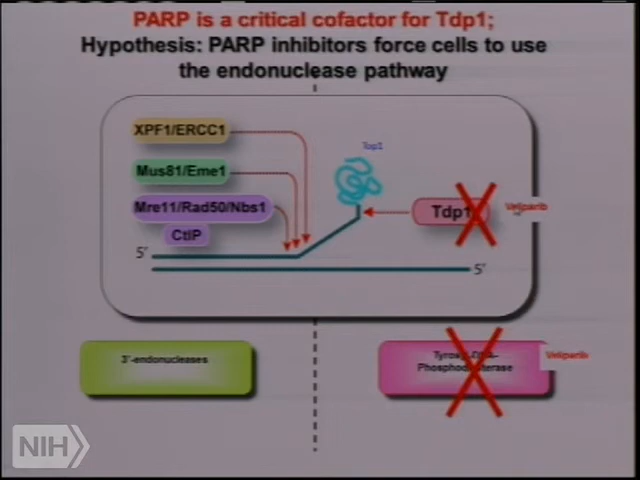 PARP is a critical cofactor for Tdp1;
Hypothesis: PARP inhibitors force cells to use
the endonuclease pathway
XPF1/ERCC1
Top1
Mus81/Eme1
Mre11/Rad50/Nbs1
Tdp1
Veliparib
CtIP
5'
5'
3'-endonucleases
Tyrosyl-DNA-
Phosphodiesterase
Veliparib
NIH